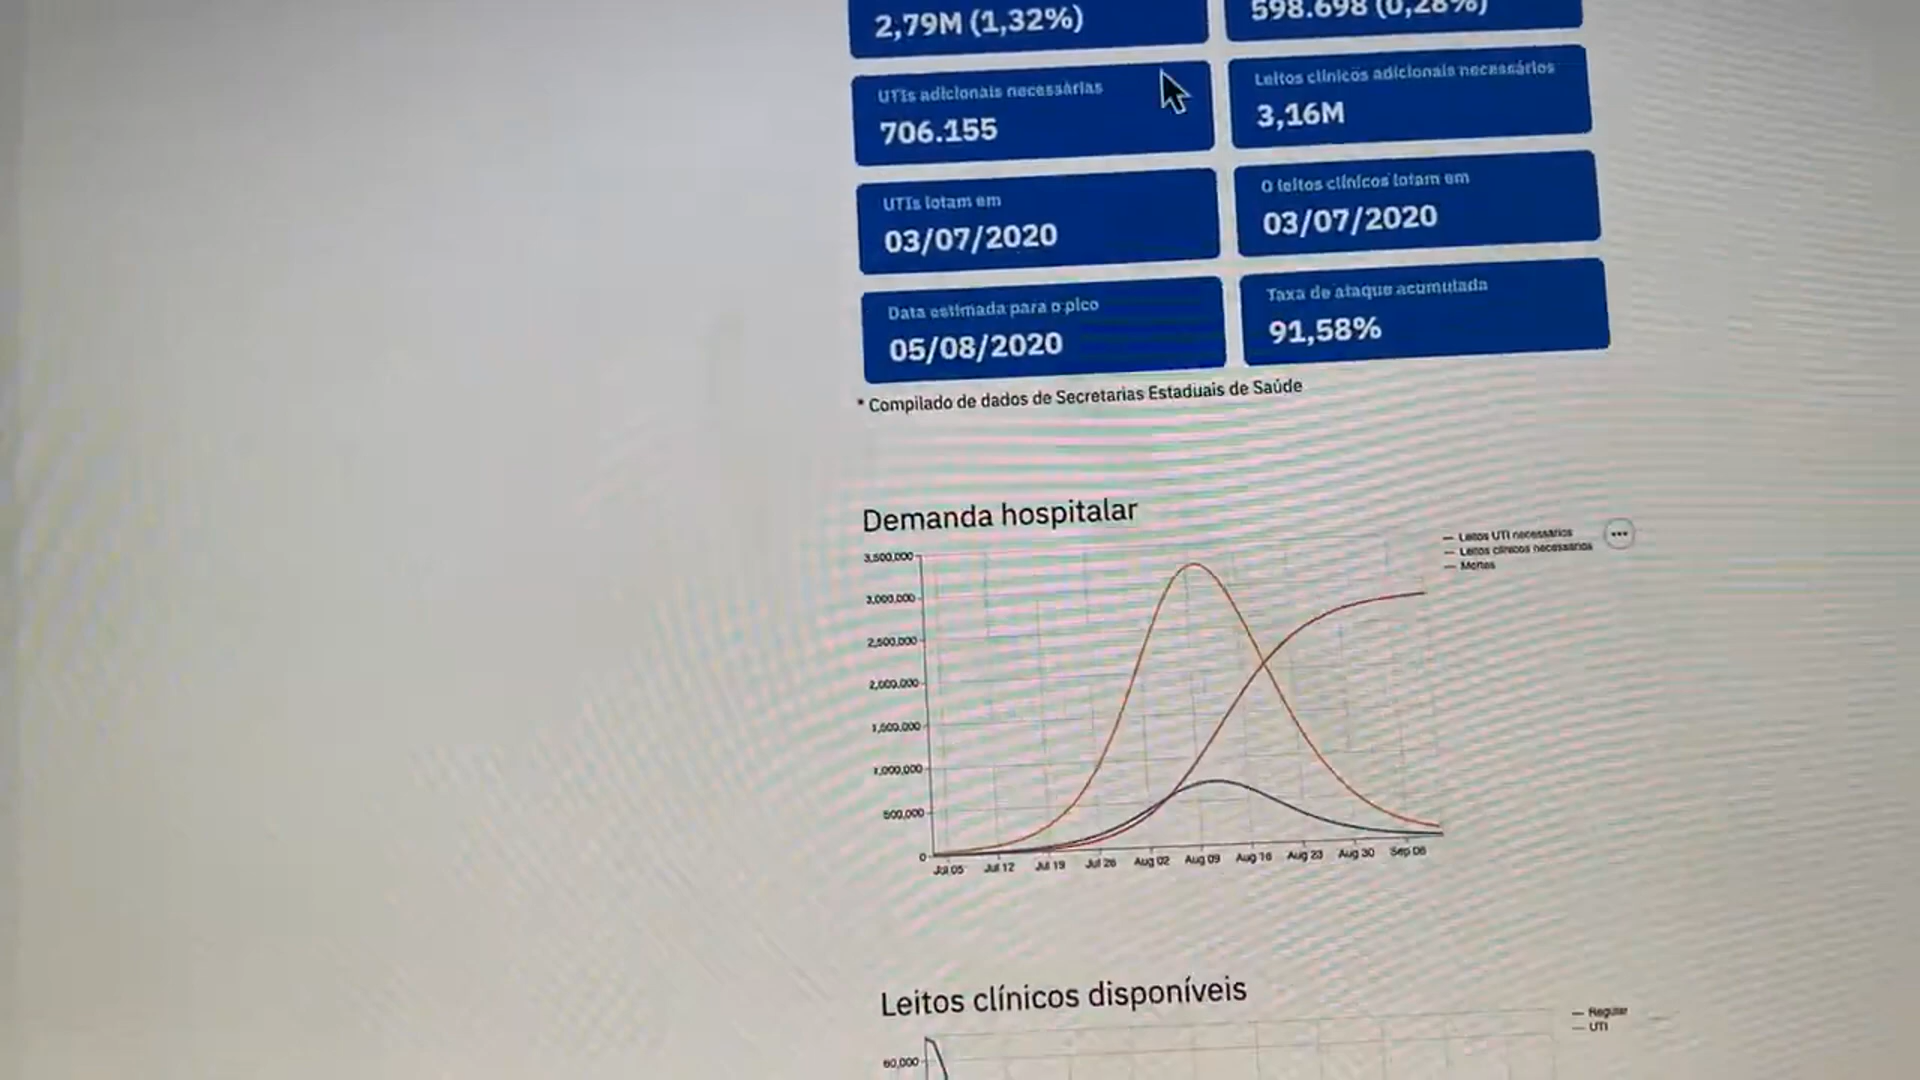 2,79M (1,32%)
598.698 (0,28%)
UTIs adicionais necessárias
706.155
Leitos clínicos adicionais necessários
3,16M
UTIs lotam em
03/07/2020
O leitos clínicos lotam em
03/07/2020
Data estimada para o pico
05/08/2020
Taxa de ataque acumulada
91,58%
* Compilado de dados de Secretarias Estaduais de Saúde
Demanda hospitalar
Leitos UTI necessários
Leitos clínicos necessários
Mortes
3,500,000
3,000,000
2,500,000
2,000,000
1,500,000
1,000,000
500,000
0
Jul 05 Jul 12 Jul 19 Jul 26 Aug 02 Aug 09 Aug 16 Aug 23 Aug 30 Sep 06
Leitos clínicos disponíveis
Regular
UTI
60,000